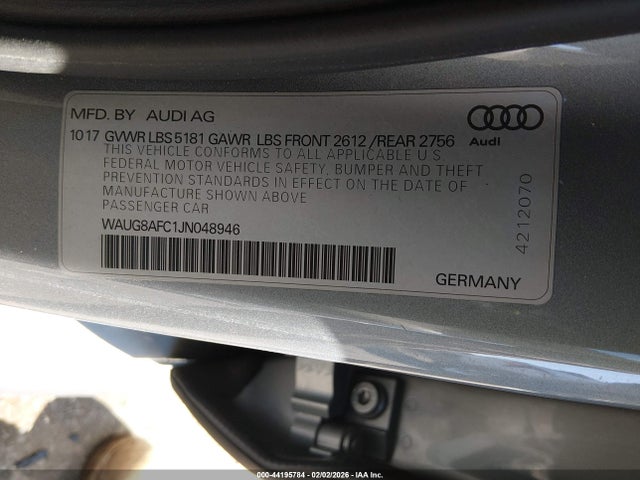 MFD. BY AUDI AG
1017 GVWR LBS 5181 GAWR LBS FRONT 2612 /REAR 2756
Audi
THIS VEHICLE CONFORMS TO ALL APPLICABLE U.S
FEDERAL MOTOR VEHICLE SAFETY, BUMPER AND THEFT
PREVENTION STANDARDS IN EFFECT ON THE DATE OF
MANUFACTURE SHOWN ABOVE
PASSENGER CAR
WAUG8AFC1JN048946
4212070
GERMANY
000-44195784 | 02/02/2026 - IAA Inc.